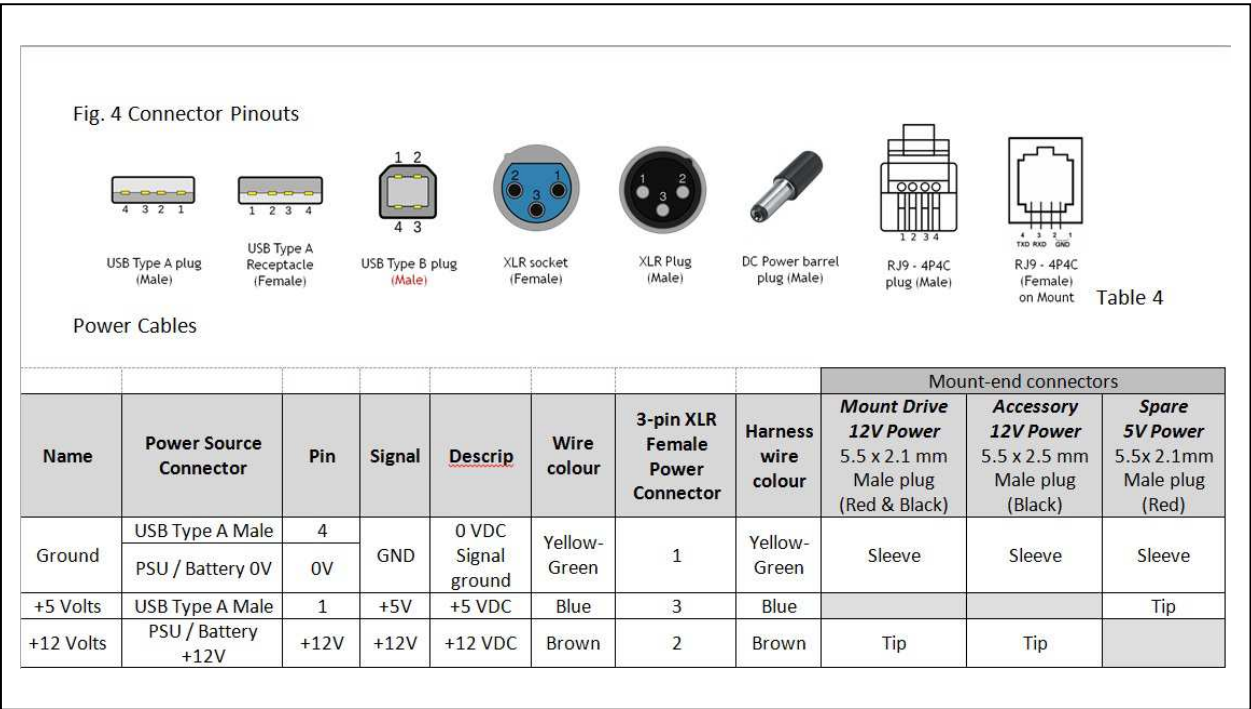 Fig. 4 Connector Pinouts
4 3 2 1
USB Type A plug
(Male)
1 2 3 4
USB Type A
Receptacle
(Female)
1 2
4 3
USB Type B plug
(Male)
2 1
3
XLR socket
(Female)
1 2
3
XLR Plug
(Male)
DC Power barrel
plug (Male)
1 2 3 4
RJ9 - 4P4C
plug (Male)
4 3 2 1
TXD RXD GND
RJ9 - 4P4C
(Female)
on Mount
Table 4
Power Cables
Mount-end connectors
Name
Power Source
Connector
Pin
Signal
Descrip
Wire
colour
3-pin XLR
Female
Power
Connector
Harness
wire
colour
Mount Drive
12V Power
5.5 x 2.1 mm
Male plug
(Red & Black)
Accessory
12V Power
5.5 x 2.5 mm
Male plug
(Black)
Spare
5V Power
5.5x 2.1mm
Male plug
(Red)
Ground
USB Type A Male
4
PSU / Battery 0V
0V
GND
0 VDC
Signal
ground
Yellow-
Green
1
Yellow-
Green
Sleeve
Sleeve
Sleeve
+5 Volts
USB Type A Male
1
+5V
+5 VDC
Blue
3
Blue
Tip
+12 Volts
PSU / Battery
+12V
+12V
+12V
+12 VDC
Brown
2
Brown
Tip
Tip